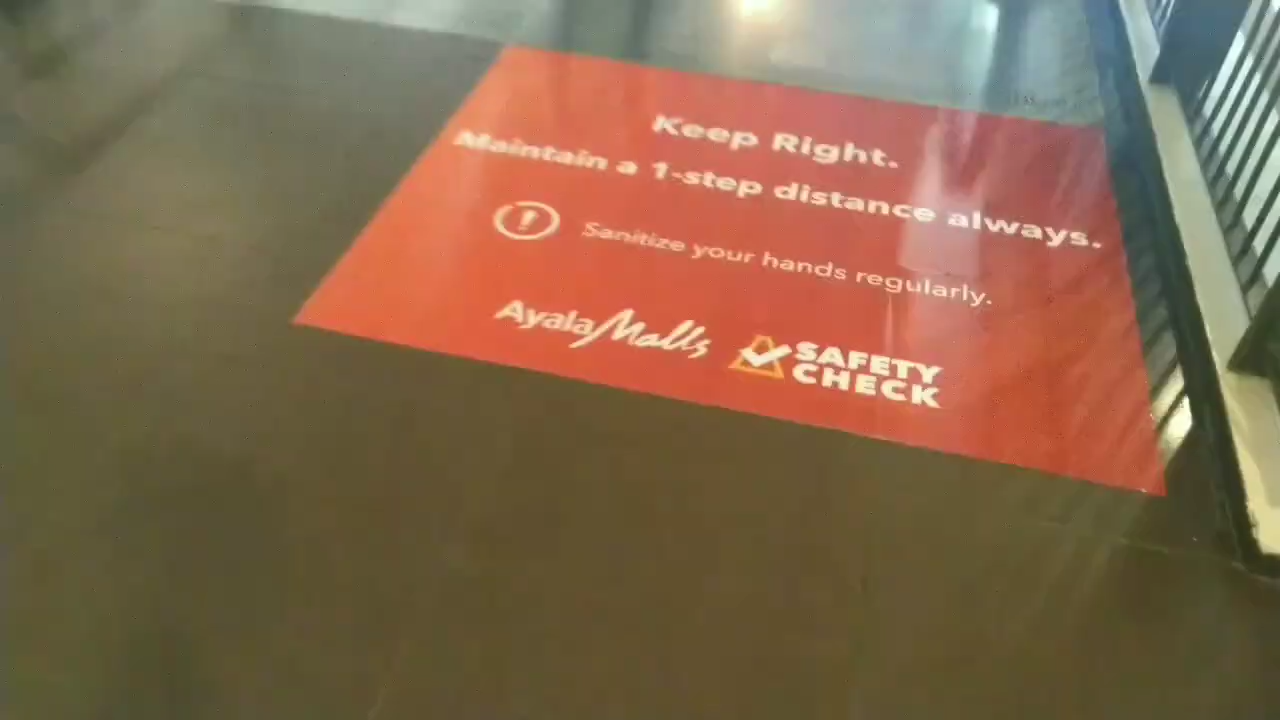 Keep Right.
Maintain a 1-step distance always.
Sanitize your hands regularly.
AyalaMalls
SAFETY
CHECK